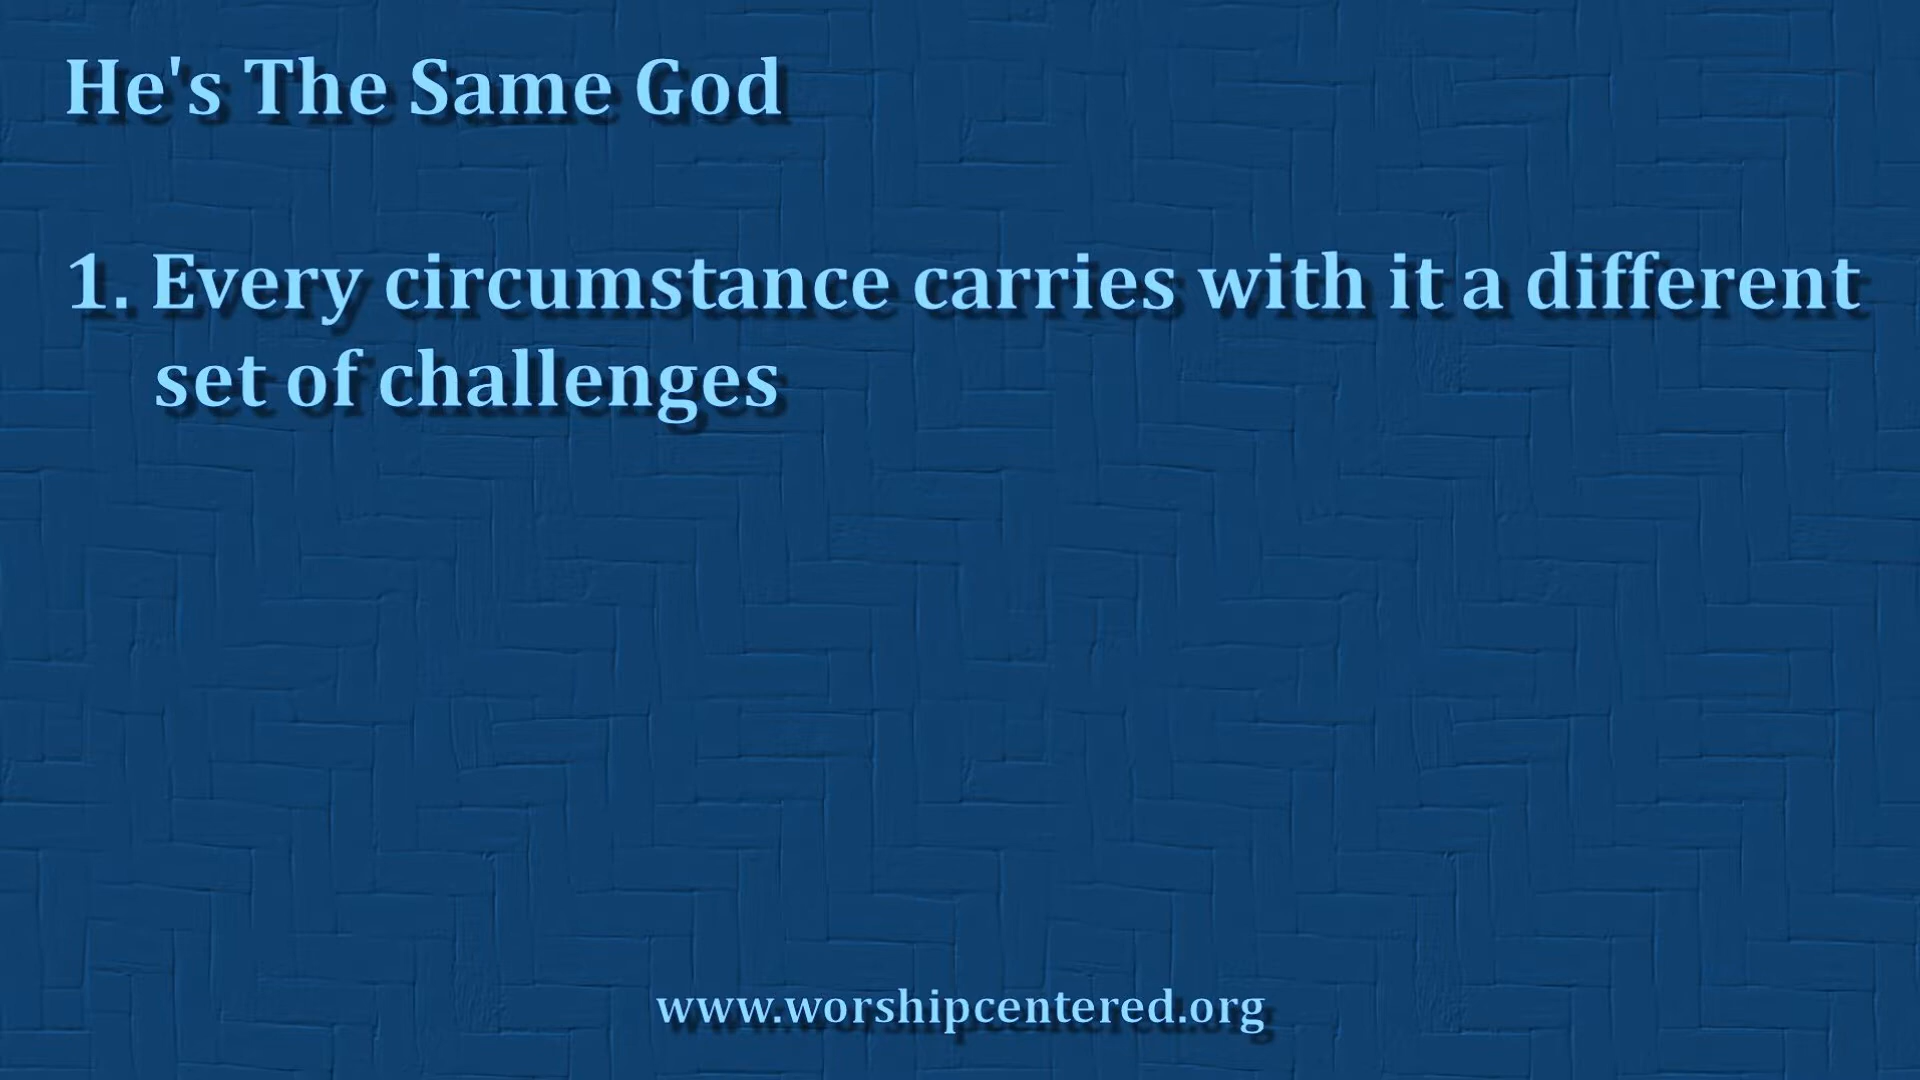 He's The Same God
1. Every circumstance carries with it a different
set of challenges
www.worshipcentered.org